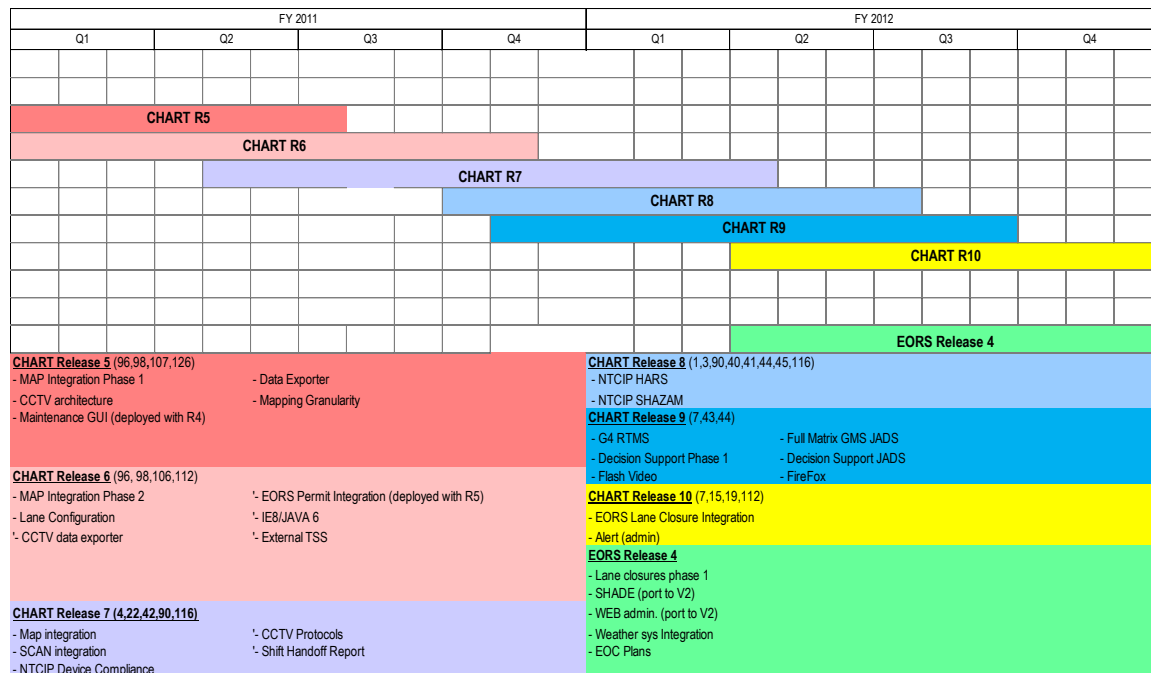 FY 2011 FY 2012
Q1 Q2 Q3 Q4 Q1 Q2 Q3 Q4
CHART R5
CHART R6
CHART R7
CHART R8
CHART R9
CHART R10
EORS Release 4
CHART Release 5 (96,98,107,126)
- MAP Integration Phase 1 - Data Exporter
- CCTV architecture - Mapping Granularity
- Maintenance GUI (deployed with R4)
CHART Release 6 (96, 98,106,112)
- MAP Integration Phase 2 '- EORS Permit Integration (deployed with R5)
- Lane Configuration '- IE8/JAVA 6
'- CCTV data exporter '- External TSS
CHART Release 7 (4,22,42,90,116)
- Map integration '- CCTV Protocols
- SCAN integration '- Shift Handoff Report
- NTCIP Device Compliance
CHART Release 8 (1,3,90,40,41,44,45,116)
- NTCIP HARS
- NTCIP SHAZAM
CHART Release 9 (7,43,44)
- G4 RTMS - Full Matrix GMS JADS
- Decision Support Phase 1 - Decision Support JADS
- Flash Video - FireFox
CHART Release 10 (7,15,19,112)
- EORS Lane Closure Integration
- Alert (admin)
EORS Release 4
- Lane closures phase 1
- SHADE (port to V2)
- WEB admin. (port to V2)
- Weather sys Integration
- EOC Plans